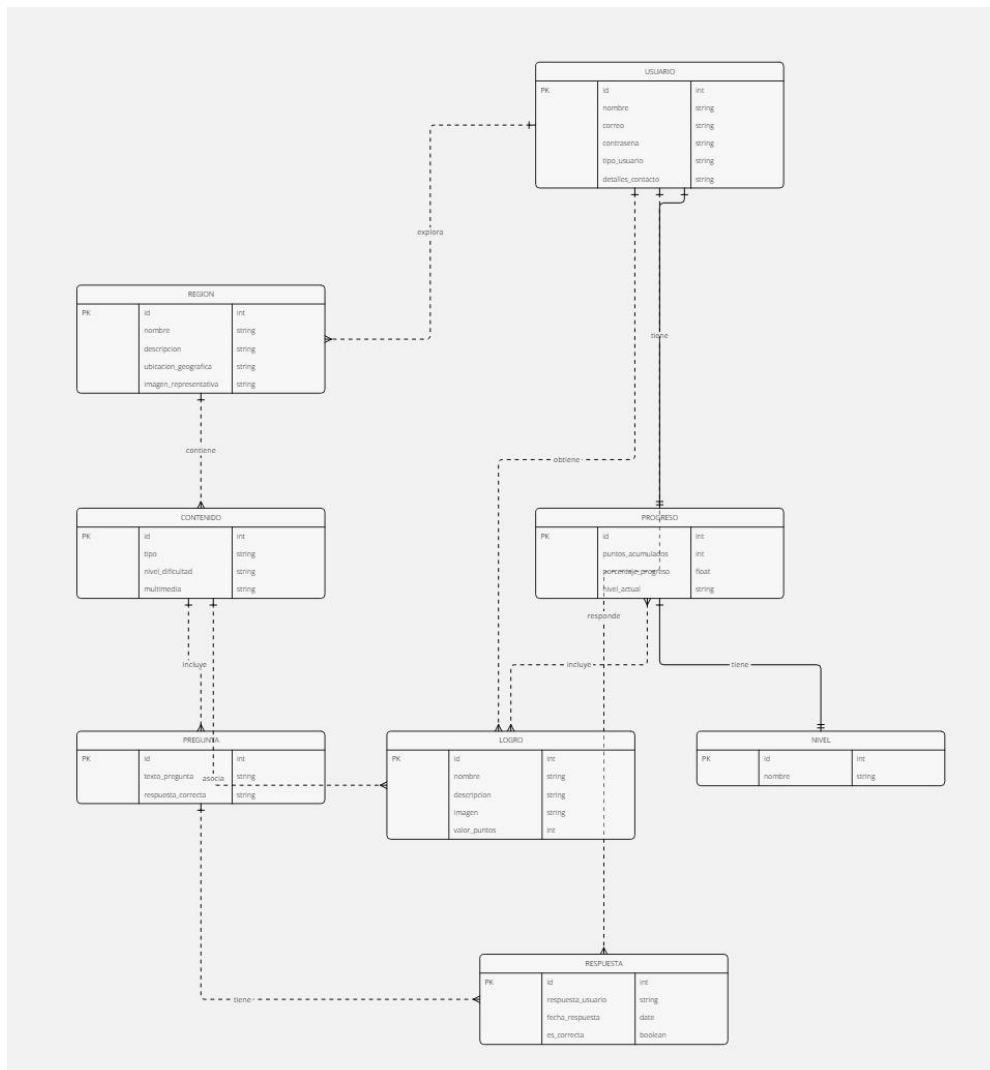 USUARIO
PK id int
nombre string
correo string
contrasena string
tipo_usuario string
detalles_contacto string
explora
REGION
PK id int
nombre string
descripcion string
ubicacion_geografica string
imagen_representativa string
tiene
contiene
obtiene
CONTENIDO
PK id int
tipo string
nivel_dificultad string
multimedia string
PROGRESO
PK id int
puntos_acumulados int
porcentaje_progreso float
nivel_actual string
responde
incluye
incluye
tiene
PREGUNTA
PK id int
texto_pregunta string
respuesta_correcta string
asocia
LOGRO
PK id int
nombre string
descripcion string
imagen string
valor_puntos int
NIVEL
PK id int
nombre string
RESPUESTA
PK id int
respuesta_usuario string
fecha_respuesta date
es_correcta boolean
tiene